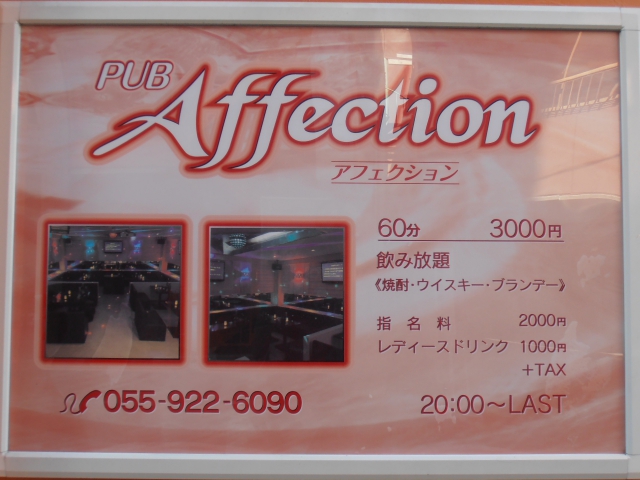 PUB
Affection
アフェクション
60分 3000円
飲み放題
《焼酎・ウイスキー・ブランデー》
指名料 2000円
レディースドリンク 1000円
+TAX
055-922-6090
20:00～LAST